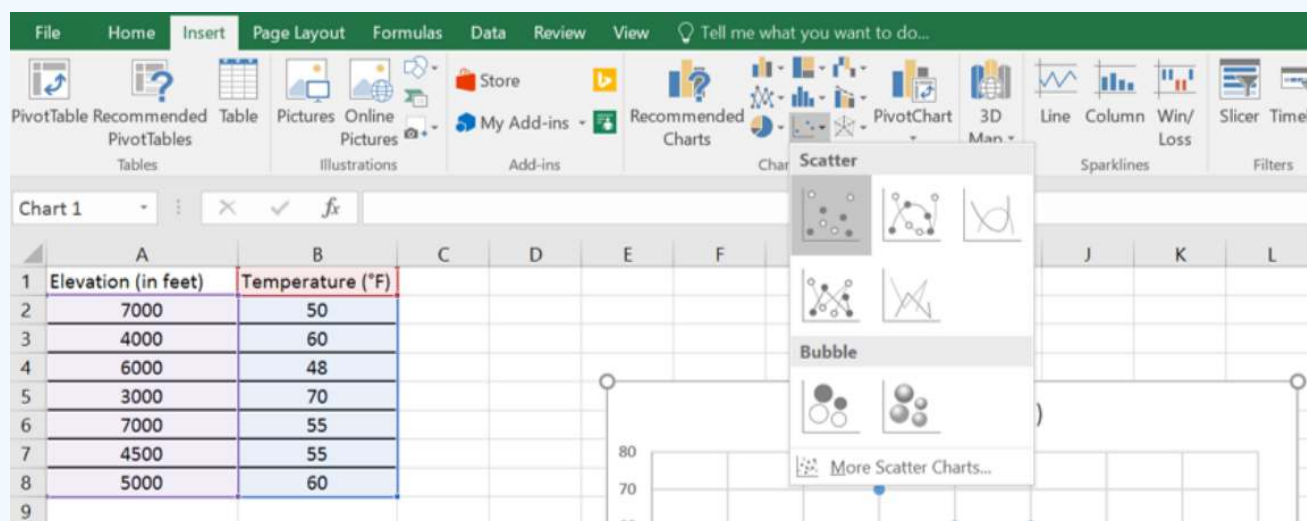 File Home Insert Page Layout Formulas Data Review View Tell me what you want to do...
PivotTable Recommended PivotTables Table Pictures Online Pictures
Store
My Add-ins
Recommended Charts PivotChart 3D Map Line Column Win/Loss Slicer
Tables Illustrations Add-ins Sparklines Filters
Scatter
Chart 1 fx
A B C D E F J K L
1 Elevation (in feet) Temperature (°F)
2 7000 50
3 4000 60
4 6000 48
5 3000 70
6 7000 55
7 4500 55
8 5000 60
9
Bubble
More Scatter Charts...
)
80
70